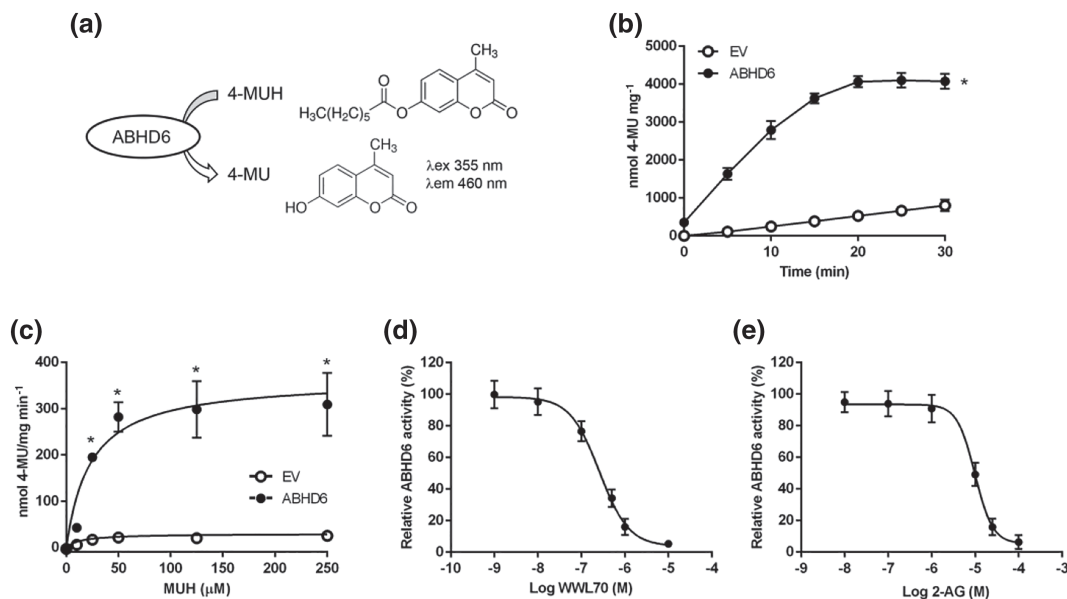 (a)
4-MUH
ABHD6
4-MU
CH₃
H₃C(H₂C)₅
O
O
O
O
CH₃
HO
O
O
λex 355 nm
λem 460 nm
(b)
EV
ABHD6
nmol 4-MU mg⁻¹
5000
4000
3000
2000
1000
0
*
0
10
20
30
Time (min)
(c)
nmol 4-MU/mg min⁻¹
400
300
200
100
0
* * * *
EV
ABHD6
0
50
100
150
200
250
MUH (μM)
(d)
Relative ABHD6 activity (%)
120
100
80
60
40
20
0
-10
-9
-8
-7
-6
-5
-4
Log WWL70 (M)
(e)
Relative ABHD6 activity (%)
120
100
80
60
40
20
0
-9
-8
-7
-6
-5
-4
-3
Log 2-AG (M)